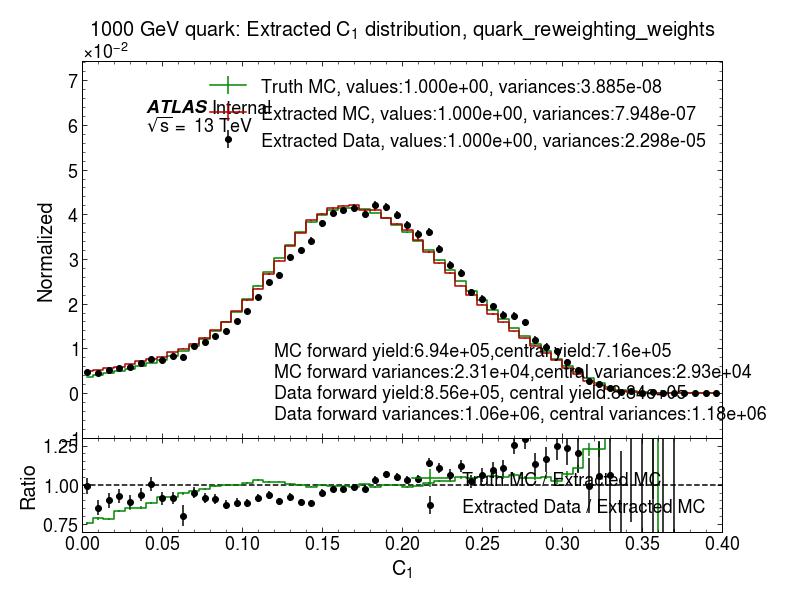 1000 GeV quark: Extracted C₁ distribution, quark_reweighting_weights
×10⁻²
Truth MC, values:1.000e+00, variances:3.885e-08
ATLAS Internal
Extracted MC, values:1.000e+00, variances:7.948e-07
√s = 13 TeV
Extracted Data, values:1.000e+00, variances:2.298e-05
7
6
5
4
3
2
1
0
Normalized
MC forward yield:6.94e+05,central yield:7.16e+05
MC forward variances:2.31e+04,central variances:2.93e+04
Data forward yield:8.56e+05, central yield:8.84e+05
Data forward variances:1.06e+06, central variances:1.18e+06
1.25
1.00
0.75
Ratio
Truth MC / Extracted MC
Extracted Data / Extracted MC
0.00 0.05 0.10 0.15 0.20 0.25 0.30 0.35 0.40
C₁